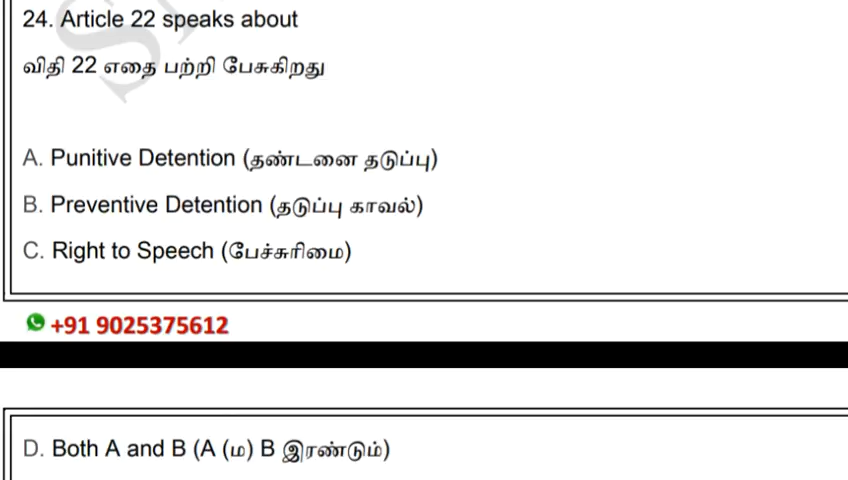 24. Article 22 speaks about
விதி 22 எதை பற்றி பேசுகிறது
A. Punitive Detention (தண்டனை தடுப்பு)
B. Preventive Detention (தடுப்பு காவல்)
C. Right to Speech (பேச்சுரிமை)
+91 9025375612
D. Both A and B (A (ம) B இரண்டும்)